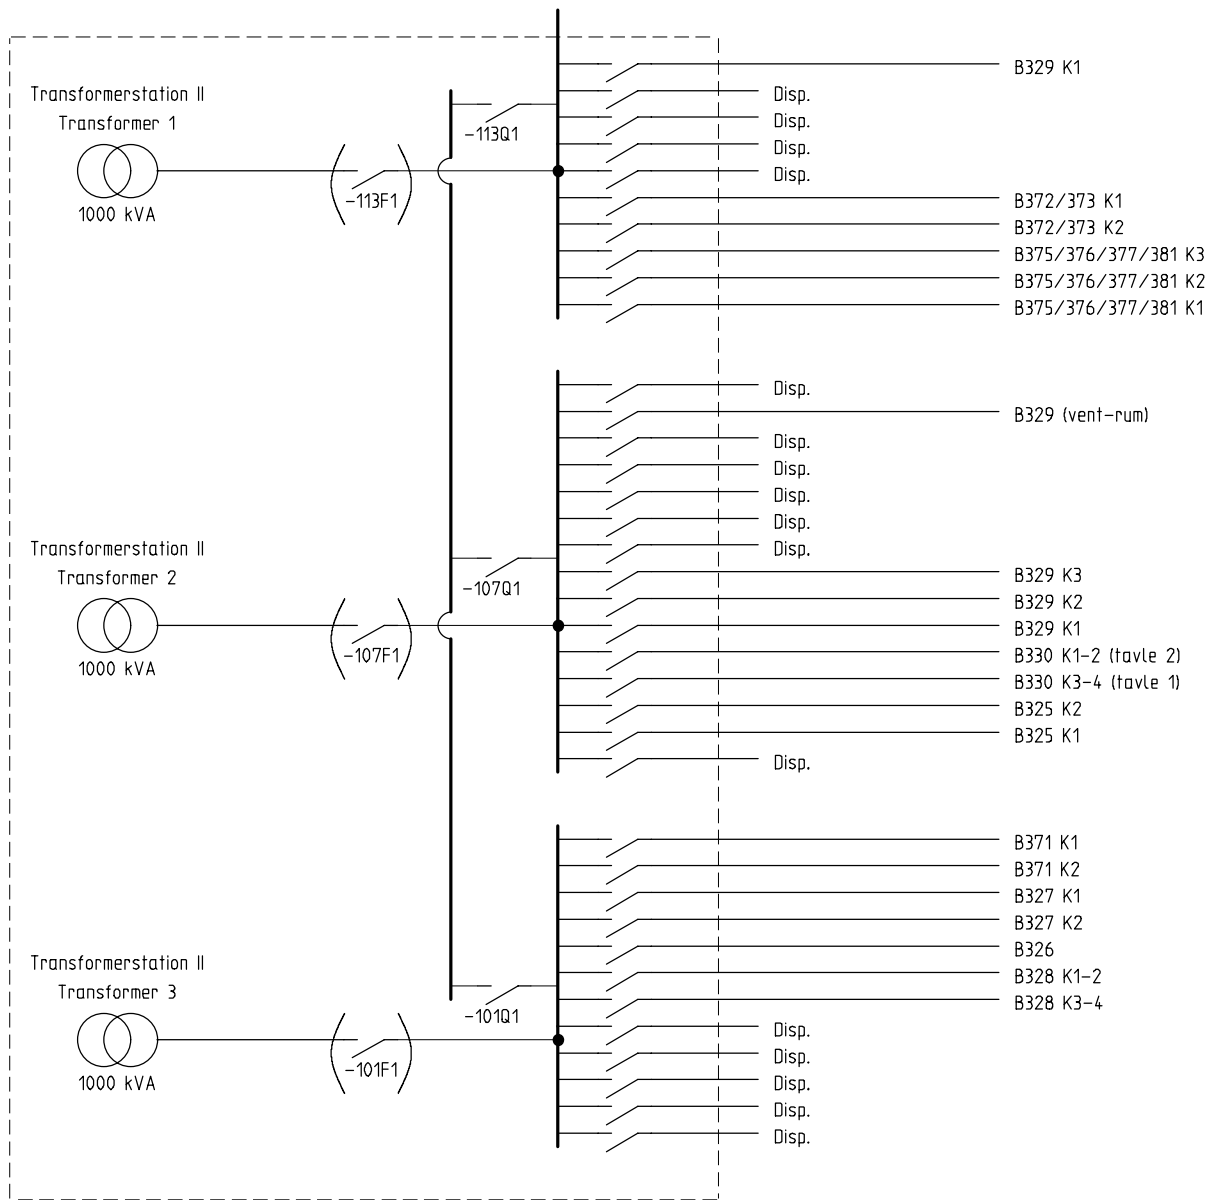 B329 K1
Transformerstation II
Transformer 1
1000 kVA
-113F1
-113Q1
Disp.
Disp.
Disp.
Disp.
B372/373 K1
B372/373 K2
B375/376/377/381 K3
B375/376/377/381 K2
B375/376/377/381 K1
Disp.
B329 (vent-rum)
Disp.
Disp.
Disp.
Disp.
Disp.
Transformerstation II
Transformer 2
1000 kVA
-107F1
-107Q1
B329 K3
B329 K2
B329 K1
B330 K1-2 (tavle 2)
B330 K3-4 (tavle 1)
B325 K2
B325 K1
Disp.
B371 K1
B371 K2
B327 K1
B327 K2
B326
B328 K1-2
B328 K3-4
Transformerstation II
Transformer 3
1000 kVA
-101F1
-101Q1
Disp.
Disp.
Disp.
Disp.
Disp.